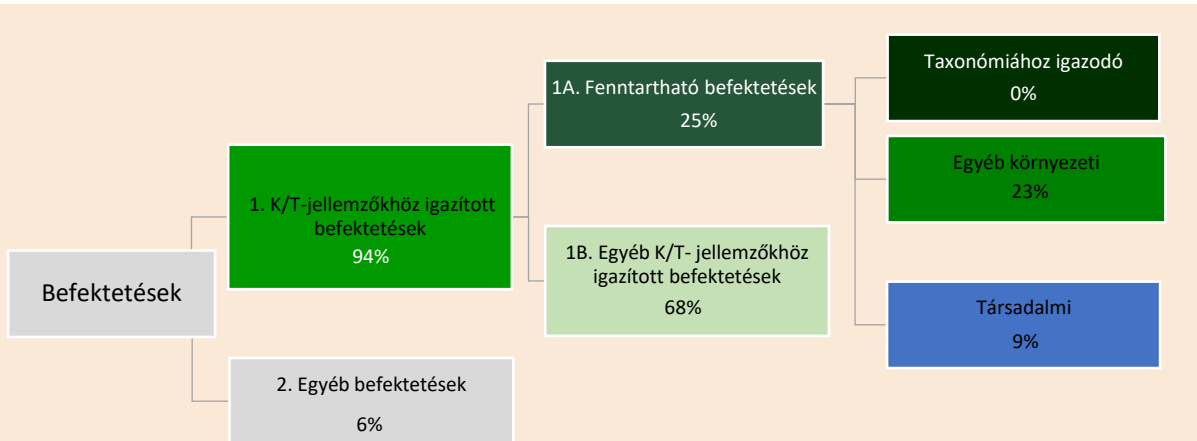 Befektetések
1. K/T-jellemzőkhöz igazított
befektetések
94%
2. Egyéb befektetések
6%
1A. Fenntartható befektetések
25%
1B. Egyéb K/T- jellemzőkhöz
igazított befektetések
68%
Taxonómiához igazodó
0%
Egyéb környezeti
23%
Társadalmi
9%